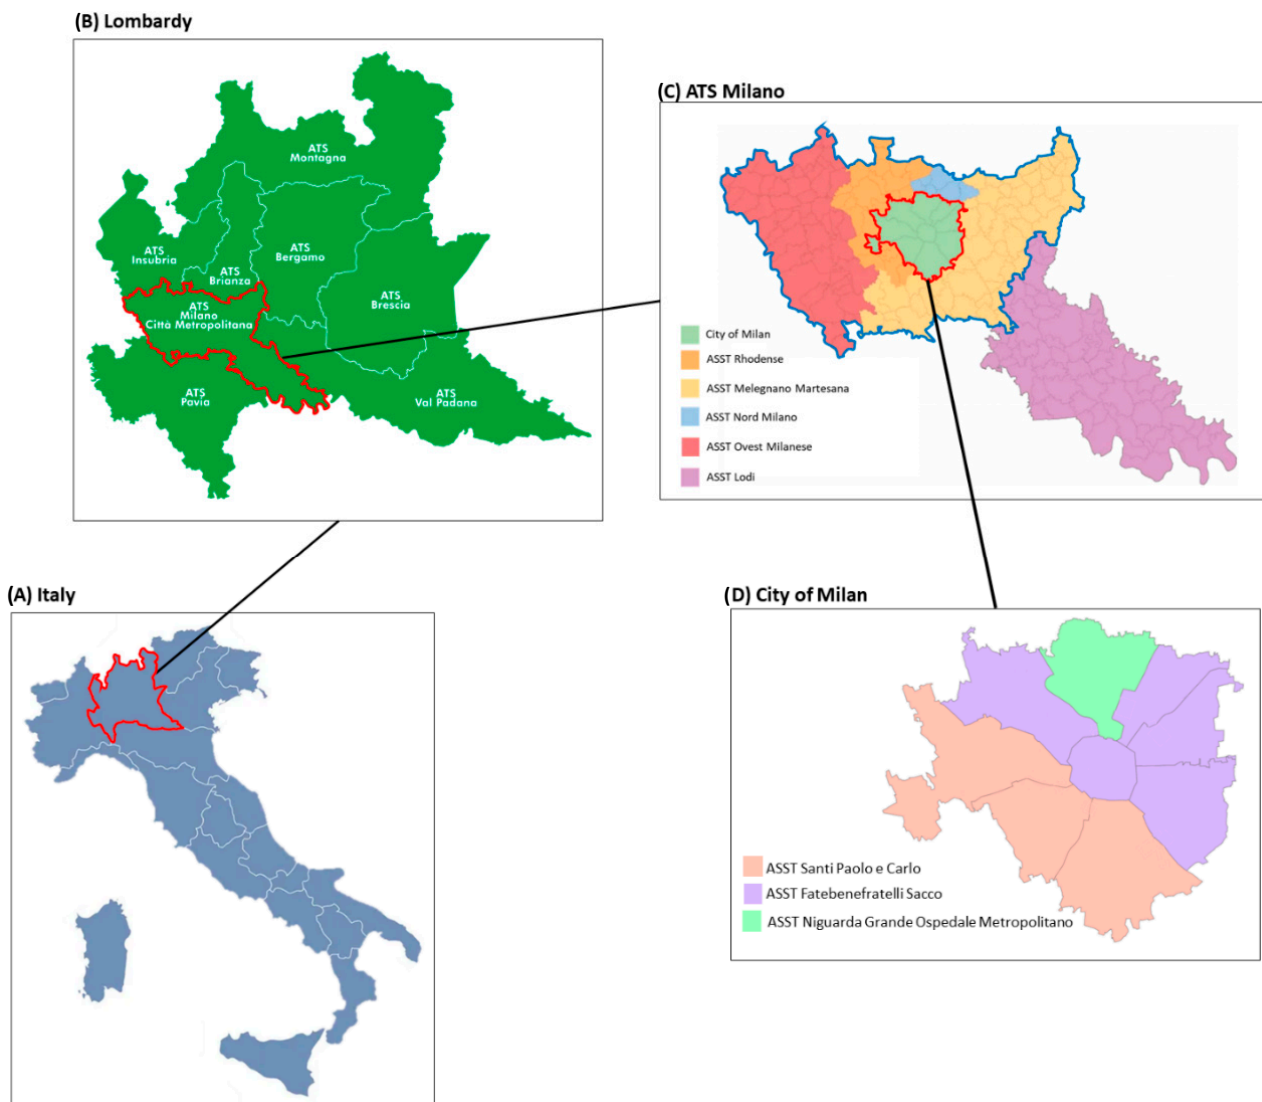 (B) Lombardy
ATS
Montagna
ATS
Insubria
ATS
Brianza
ATS
Bergamo
ATS
Brescia
ATS
Milano
Città Metropolitana
ATS
Pavia
ATS
Val Padana
(C) ATS Milano
City of Milan
ASST Rhodense
ASST Melegnano Martesana
ASST Nord Milano
ASST Ovest Milanese
ASST Lodi
(A) Italy
(D) City of Milan
ASST Santi Paolo e Carlo
ASST Fatebenefratelli Sacco
ASST Niguarda Grande Ospedale Metropolitano